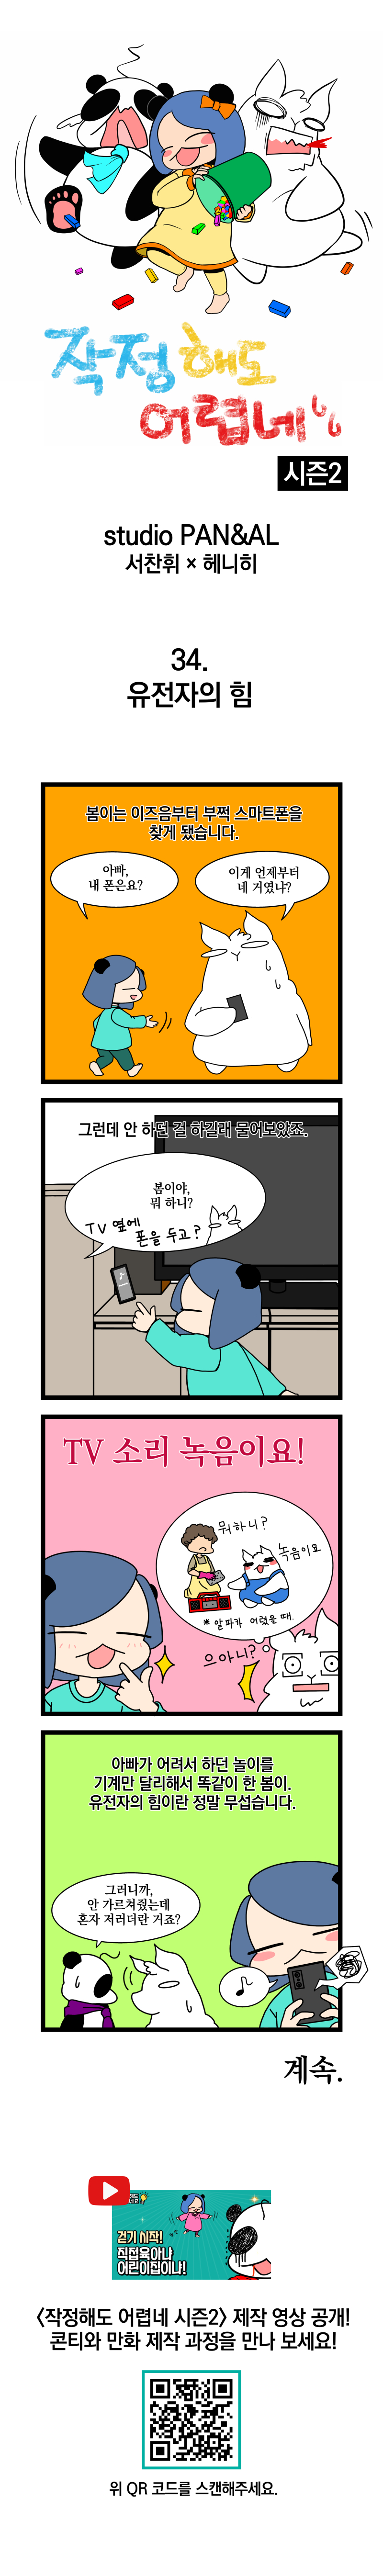 작정해도
어렵네
시즌2
studio PAN&AL
서찬휘 × 헤니히
34.
유전자의 힘
봄이는 이즈음부터 부쩍 스마트폰을
찾게 됐습니다.
아빠,
내 폰은요?
이게 언제부터
네 거였냐?
그런데 안 하던 걸 하길래 물어보았죠.
봄이야,
뭐 하니?
TV 옆에
폰을 두고?
TV 소리 녹음이요!
뭐하니?
녹음이요
* 알파가 어렸을 때.
으아니?
아빠가 어려서 하던 놀이를
기계만 달리해서 똑같이 한 봄이.
유전자의 힘이란 정말 무섭습니다.
그러니까,
안 가르쳐줬는데
혼자 저러더란 거죠?
계속.
걷기 시작!
직접육아냐
어린이집이냐!
<작정해도 어렵네 시즌2> 제작 영상 공개!
콘티와 만화 제작 과정을 만나 보세요!
위 QR 코드를 스캔해주세요.